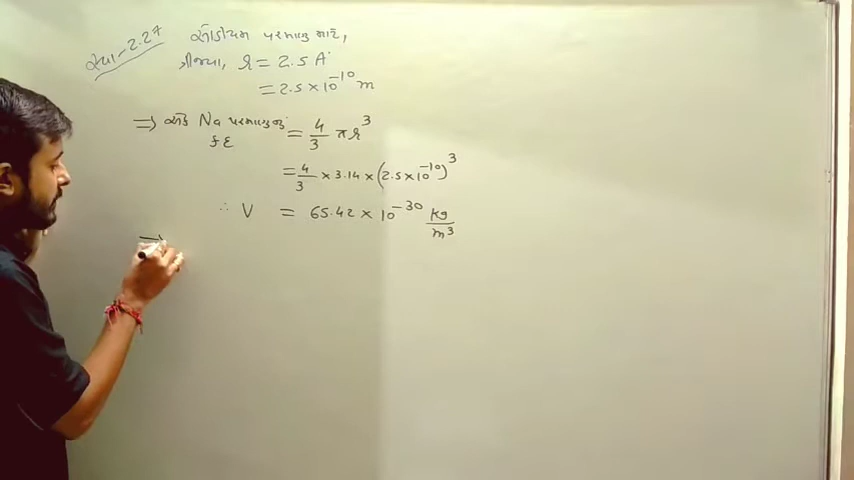 સ્વા-2.27 સોડીયમ પરમાણુ માટે,
ત્રીજ્યા, r = 2.5 A°
= 2.5 × 10⁻¹⁰ m
⇒ એક Na પરમાણુનું = 4/3 π r³
કદ
= 4/3 × 3.14 × (2.5 × 10⁻¹⁰)³
∴ V = 65.42 × 10⁻³⁰ kg/m³